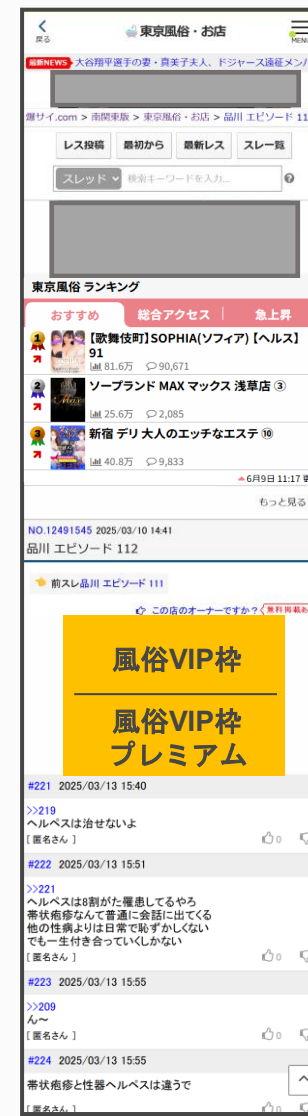 戻る
東京風俗・お店
MENU
最新NEWS 大谷翔平選手の妻・真美子夫人、ドジャース遠征メンバ
爆サイ.com > 南関東版 > 東京風俗・お店 > 品川 エピソード 11
レス投稿 最初から 最新レス スレ一覧
スレッド 検索キーワードを入力...
東京風俗 ランキング
おすすめ 総合アクセス 急上昇
1 【歌舞伎町】SOPHIA(ソフィア)【ヘルス】
91
81.6万 90,671
2 ソープランド MAX マックス 浅草店 ③
25.6万 2,085
3 新宿 デリ 大人のエッチなエステ ⑩
40.8万 9,833
6月9日 11:17 更
もっと見る
NO.12491545 2025/03/10 14:41
品川 エピソード 112
前スレ品川 エピソード 111
この店のオーナーですか？ 無料掲載あ
風俗VIP枠
風俗VIP枠
プレミアム
#221 2025/03/13 15:40
>>219
ヘルペスは治せないよ
[ 匿名さん ]
0
#222 2025/03/13 15:51
>>221
ヘルペスは8割がた罹患してるやろ
帯状疱疹なんて普通に会話に出てくる
他の性病よりは日常で恥ずかしくない
でも一生付き合っていくしかない
[ 匿名さん ]
0
#223 2025/03/13 15:55
>>209
ん〜
[ 匿名さん ]
0
#224 2025/03/13 15:55
帯状疱疹と性器ヘルペスは違うで
[ 匿名さん ]
0